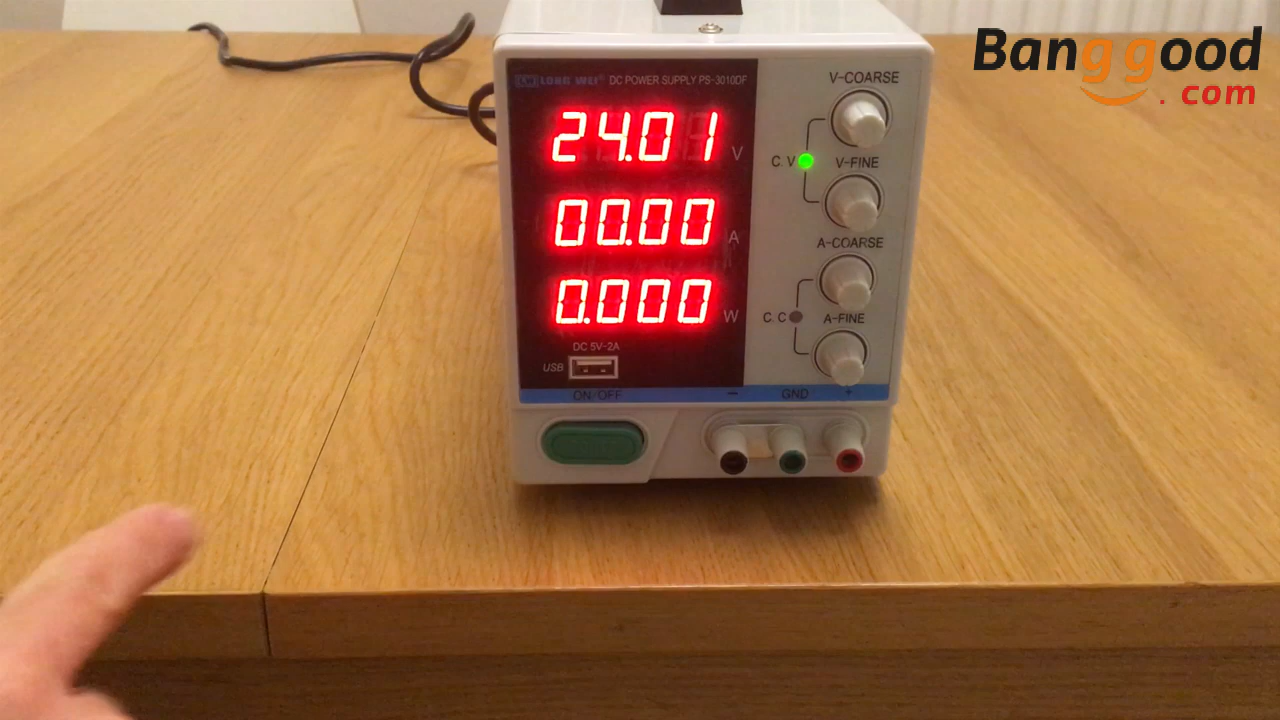 Banggood
.com
LW LONG WEI® DC POWER SUPPLY PS-3010DF
24.01 V
00.00 A
0.000 W
DC 5V-2A
USB
ON/OFF
V-COARSE
C.V
V-FINE
A-COARSE
C.C
A-FINE
− GND +